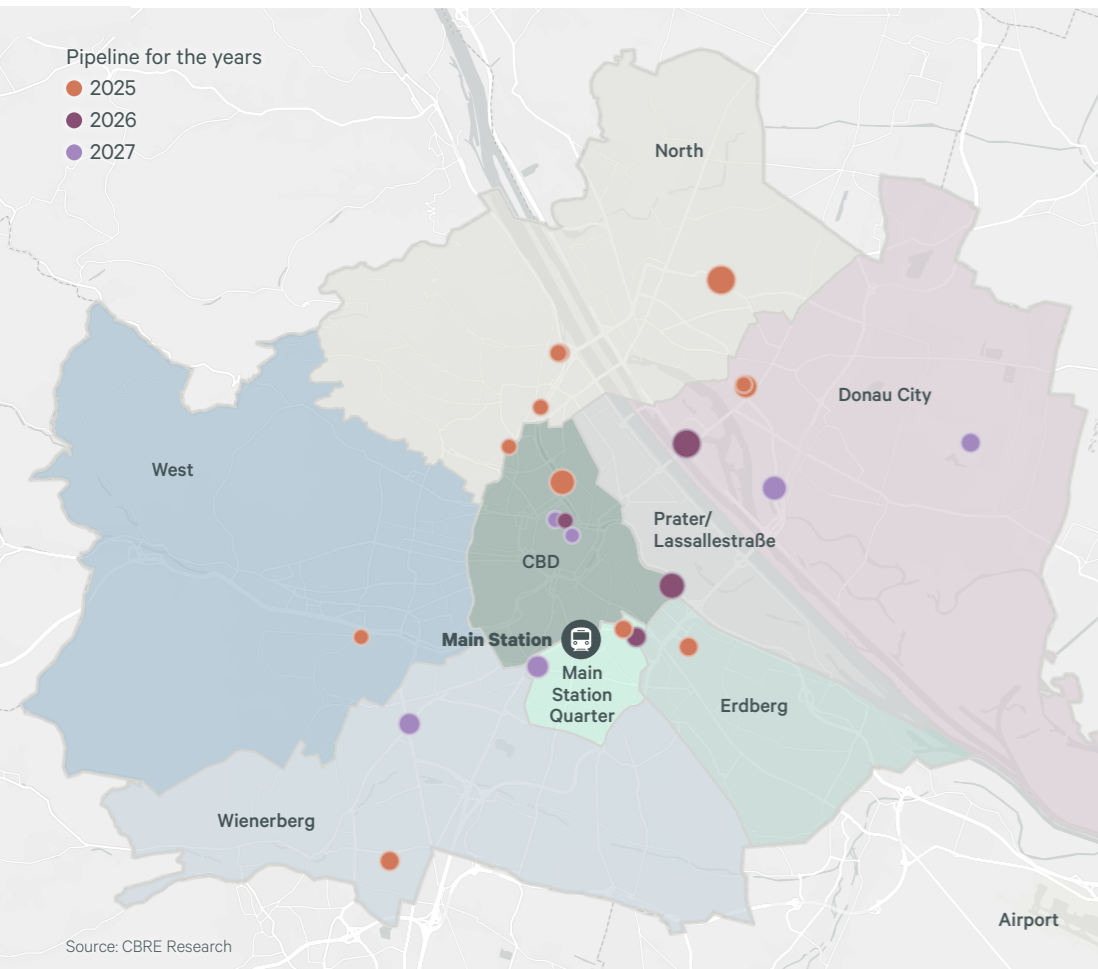 Pipeline for the years
2025
2026
2027
North
Donau City
West
Prater/
Lassallestraße
CBD
Main Station
Main
Station
Quarter
Erdberg
Wienerberg
Airport
Source: CBRE Research